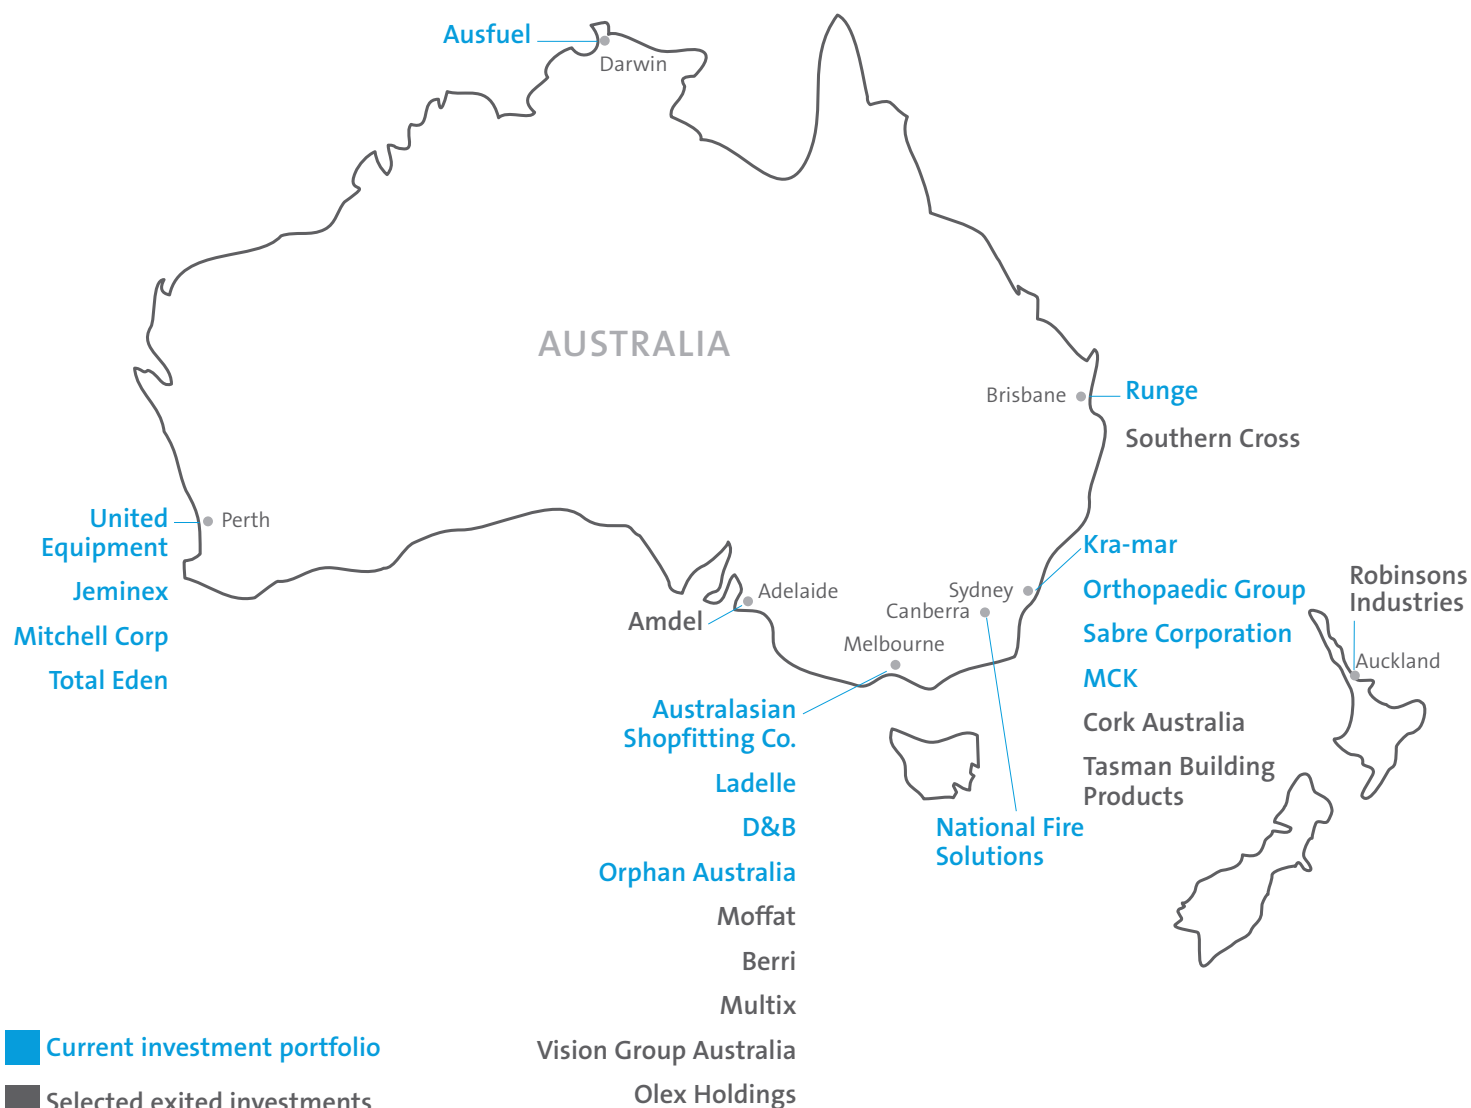 Ausfuel
Darwin
AUSTRALIA
Brisbane
Runge
Southern Cross
United
Equipment
Perth
Jeminex
Mitchell Corp
Total Eden
Amdel
Adelaide
Sydney
Canberra
Melbourne
Kra-mar
Orthopaedic Group
Sabre Corporation
MCK
Cork Australia
Tasman Building
Products
Robinsons
Industries
Auckland
Australasian
Shopfitting Co.
Ladelle
D&B
Orphan Australia
Moffat
Berri
Multix
Vision Group Australia
Olex Holdings
National Fire
Solutions
Current investment portfolio
Selected exited investments